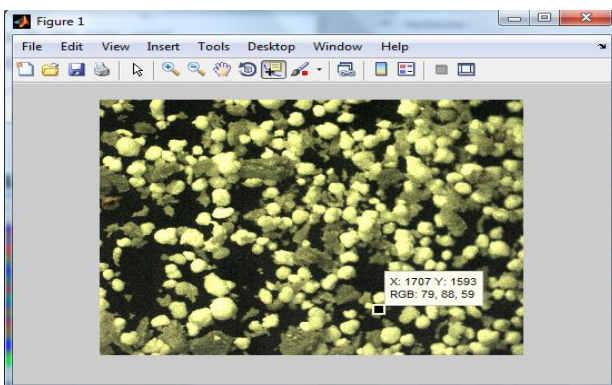 Figure 1
File Edit View Insert Tools Desktop Window Help
X: 1707 Y: 1593
RGB: 79, 88, 59